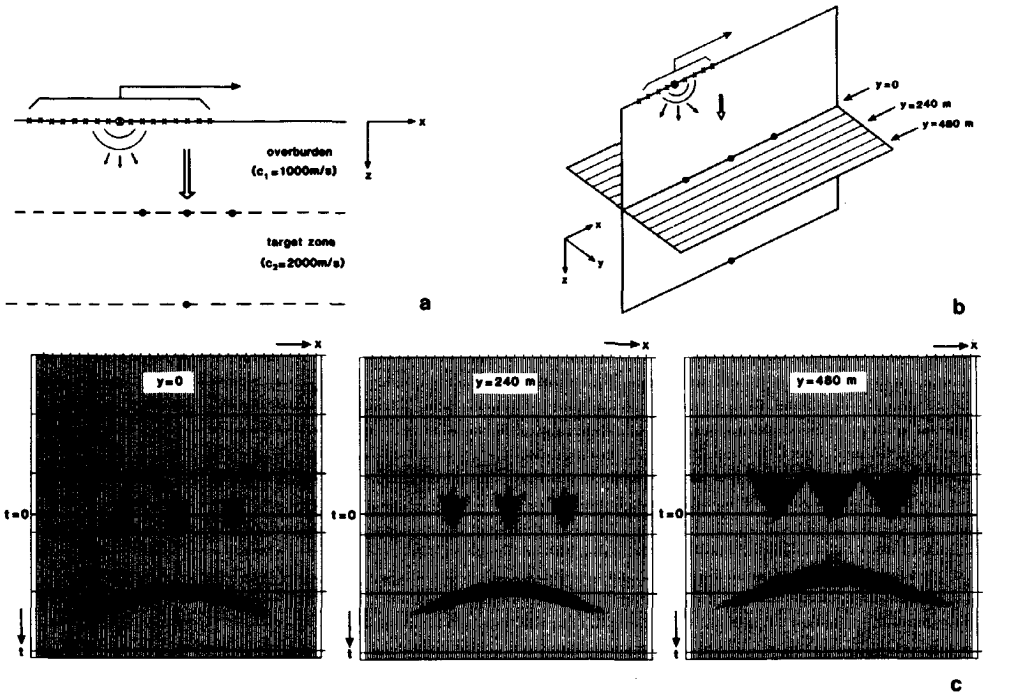 y=0
y=240 m
y=480 m
x
z
overburden
(c₁=1000m/s)
target zone
(c₂=2000m/s)
a
x
y
z
b
x
x
x
y=0
y=240 m
y=480 m
t=0
t=0
t=0
t
t
t
c